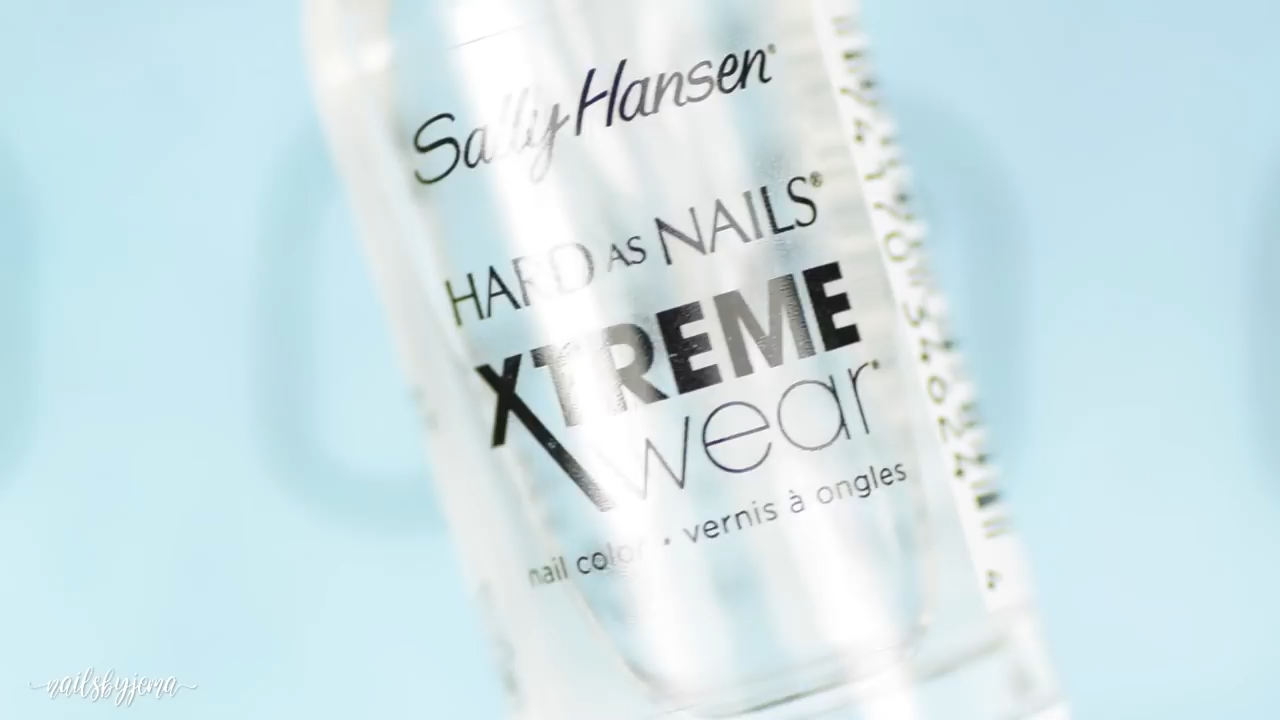 Sally Hansen®
HARD AS NAILS®
XTREME
wear®
nail color • vernis à ongles
nailsbyjema